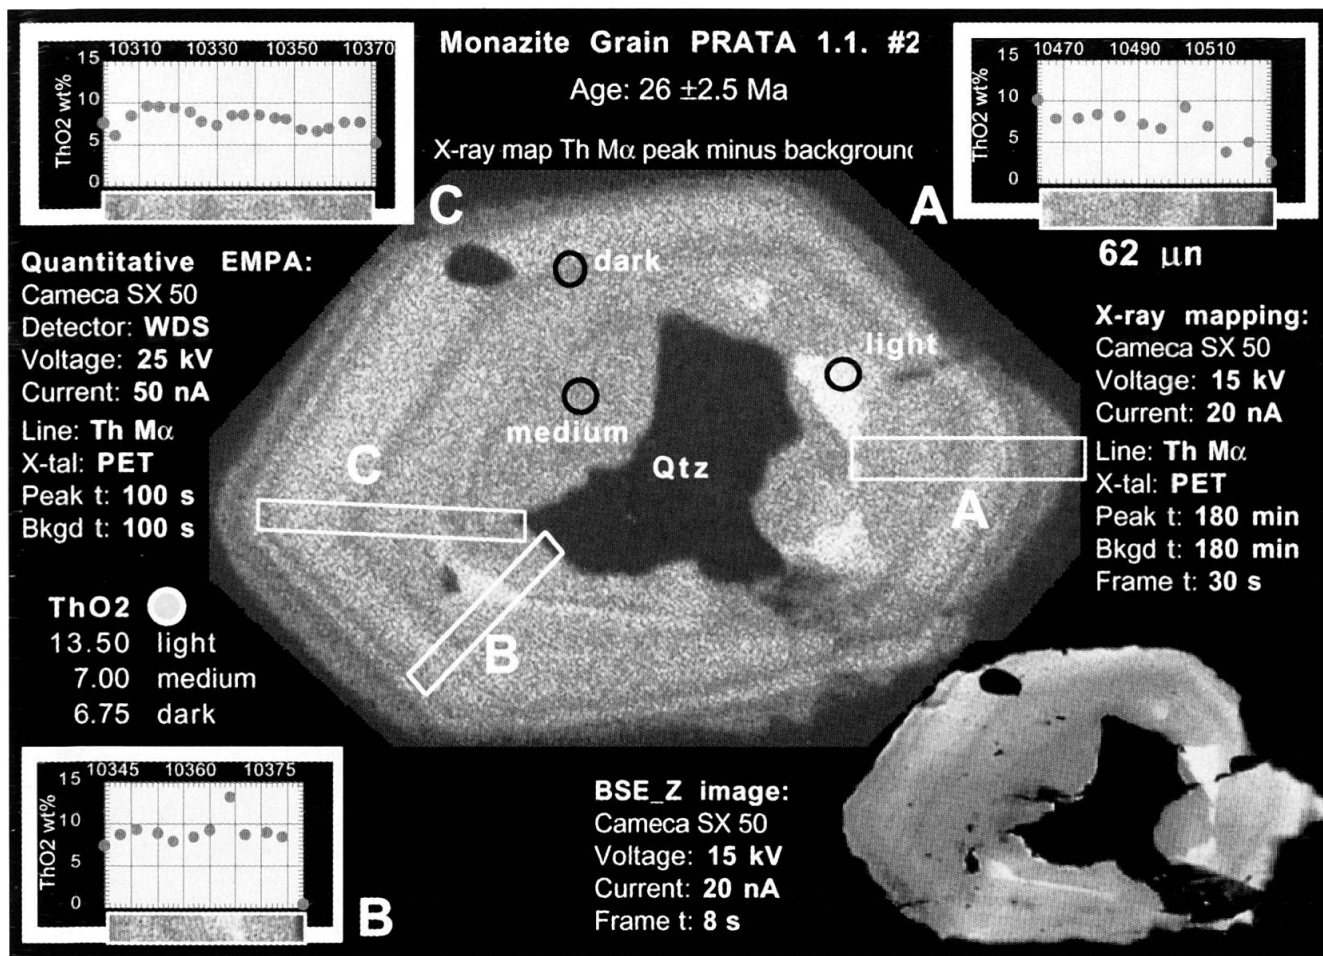 Monazite Grain PRATA 1.1. #2
Age: 26 ±2.5 Ma
X-ray map Th Mα peak minus background
10310 10330 10350 10370
15
10
5
0
ThO2 wt%
C
10470 10490 10510
15
10
5
0
ThO2 wt%
A
62 μn
Quantitative EMPA:
Cameca SX 50
Detector: WDS
Voltage: 25 kV
Current: 50 nA
Line: Th Mα
X-tal: PET
Peak t: 100 s
Bkgd t: 100 s
dark
light
medium
Qtz
C
A
B
X-ray mapping:
Cameca SX 50
Voltage: 15 kV
Current: 20 nA
Line: Th Mα
X-tal: PET
Peak t: 180 min
Bkgd t: 180 min
Frame t: 30 s
ThO2
13.50 light
7.00 medium
6.75 dark
10345 10360 10375
15
10
5
0
ThO2 wt%
B
BSE_Z image:
Cameca SX 50
Voltage: 15 kV
Current: 20 nA
Frame t: 8 s